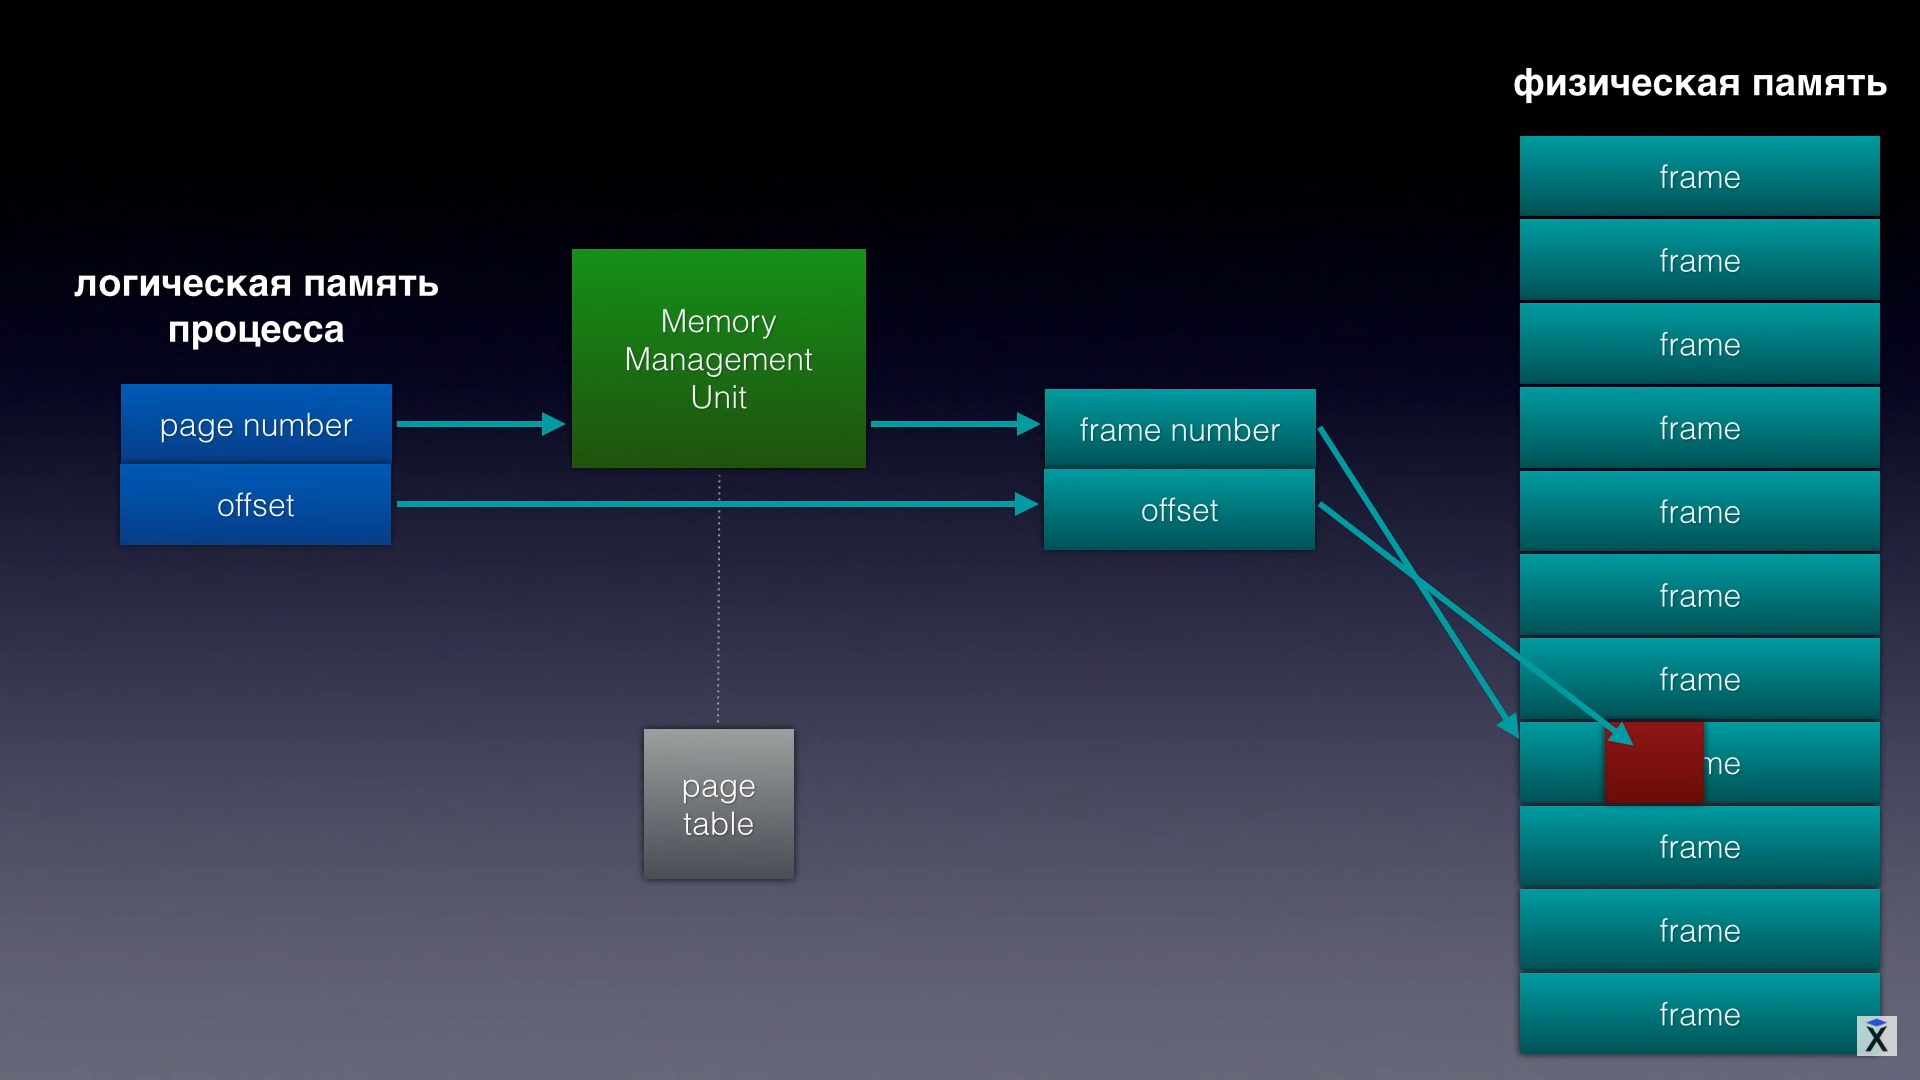 физическая память
логическая память
процесса
page number
offset
Memory
Management
Unit
page
table
frame number
offset
frame
frame
frame
frame
frame
frame
frame
me
frame
frame
frame
X